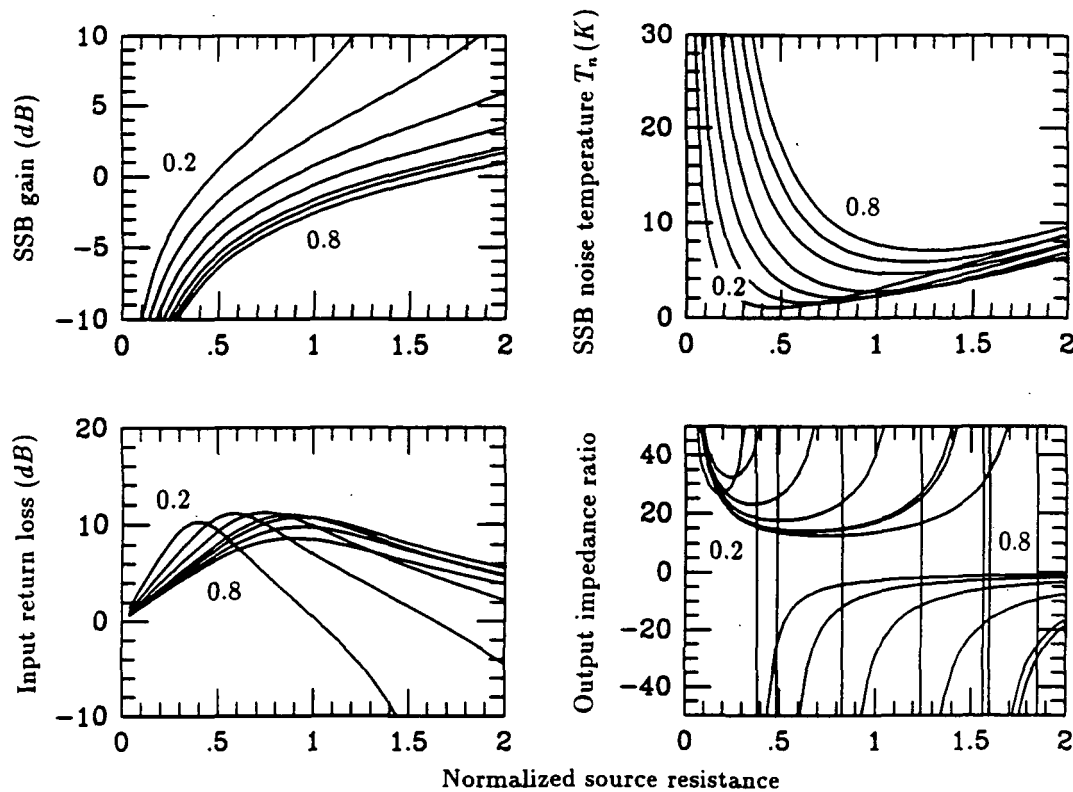 SSB gain (dB)
10
5
0
-5
-10
0.2
0.8
0 .5 1 1.5 2
SSB noise temperature Tₙ (K)
30
20
10
0
0.8
0.2
0 .5 1 1.5 2
Input return loss (dB)
20
10
0
-10
0.2
0.8
0 .5 1 1.5 2
Output impedance ratio
40
20
0
-20
-40
0.2
0.8
0 .5 1 1.5 2
Normalized source resistance